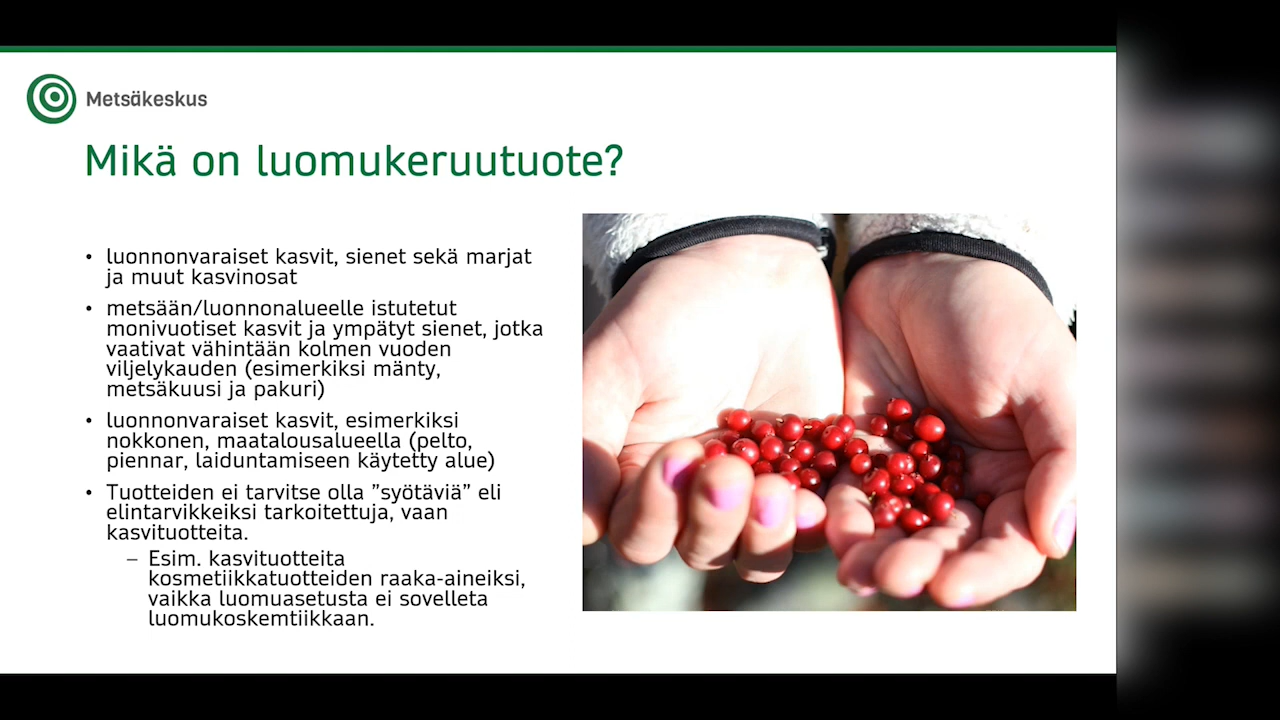 Metsäkeskus
Mikä on luomukeruutuote?
• luonnonvaraiset kasvit, sienet sekä marjat
ja muut kasvinosat
• metsään/luonnonalueelle istutetut
monivuotiset kasvit ja ympätyt sienet, jotka
vaativat vähintään kolmen vuoden
viljelykauden (esimerkiksi mänty,
metsäkuusi ja pakuri)
• luonnonvaraiset kasvit, esimerkiksi
nokkonen, maatalousalueella (pelto,
piennar, laiduntamiseen käytetty alue)
• Tuotteiden ei tarvitse olla ”syötäviä” eli
elintarvikkeiksi tarkoitettuja, vaan
kasvituotteita.
– Esim. kasvituotteita
kosmetiikkatuotteiden raaka-aineiksi,
vaikka luomuasetusta ei sovelleta
luomukoskemtiikkaan.